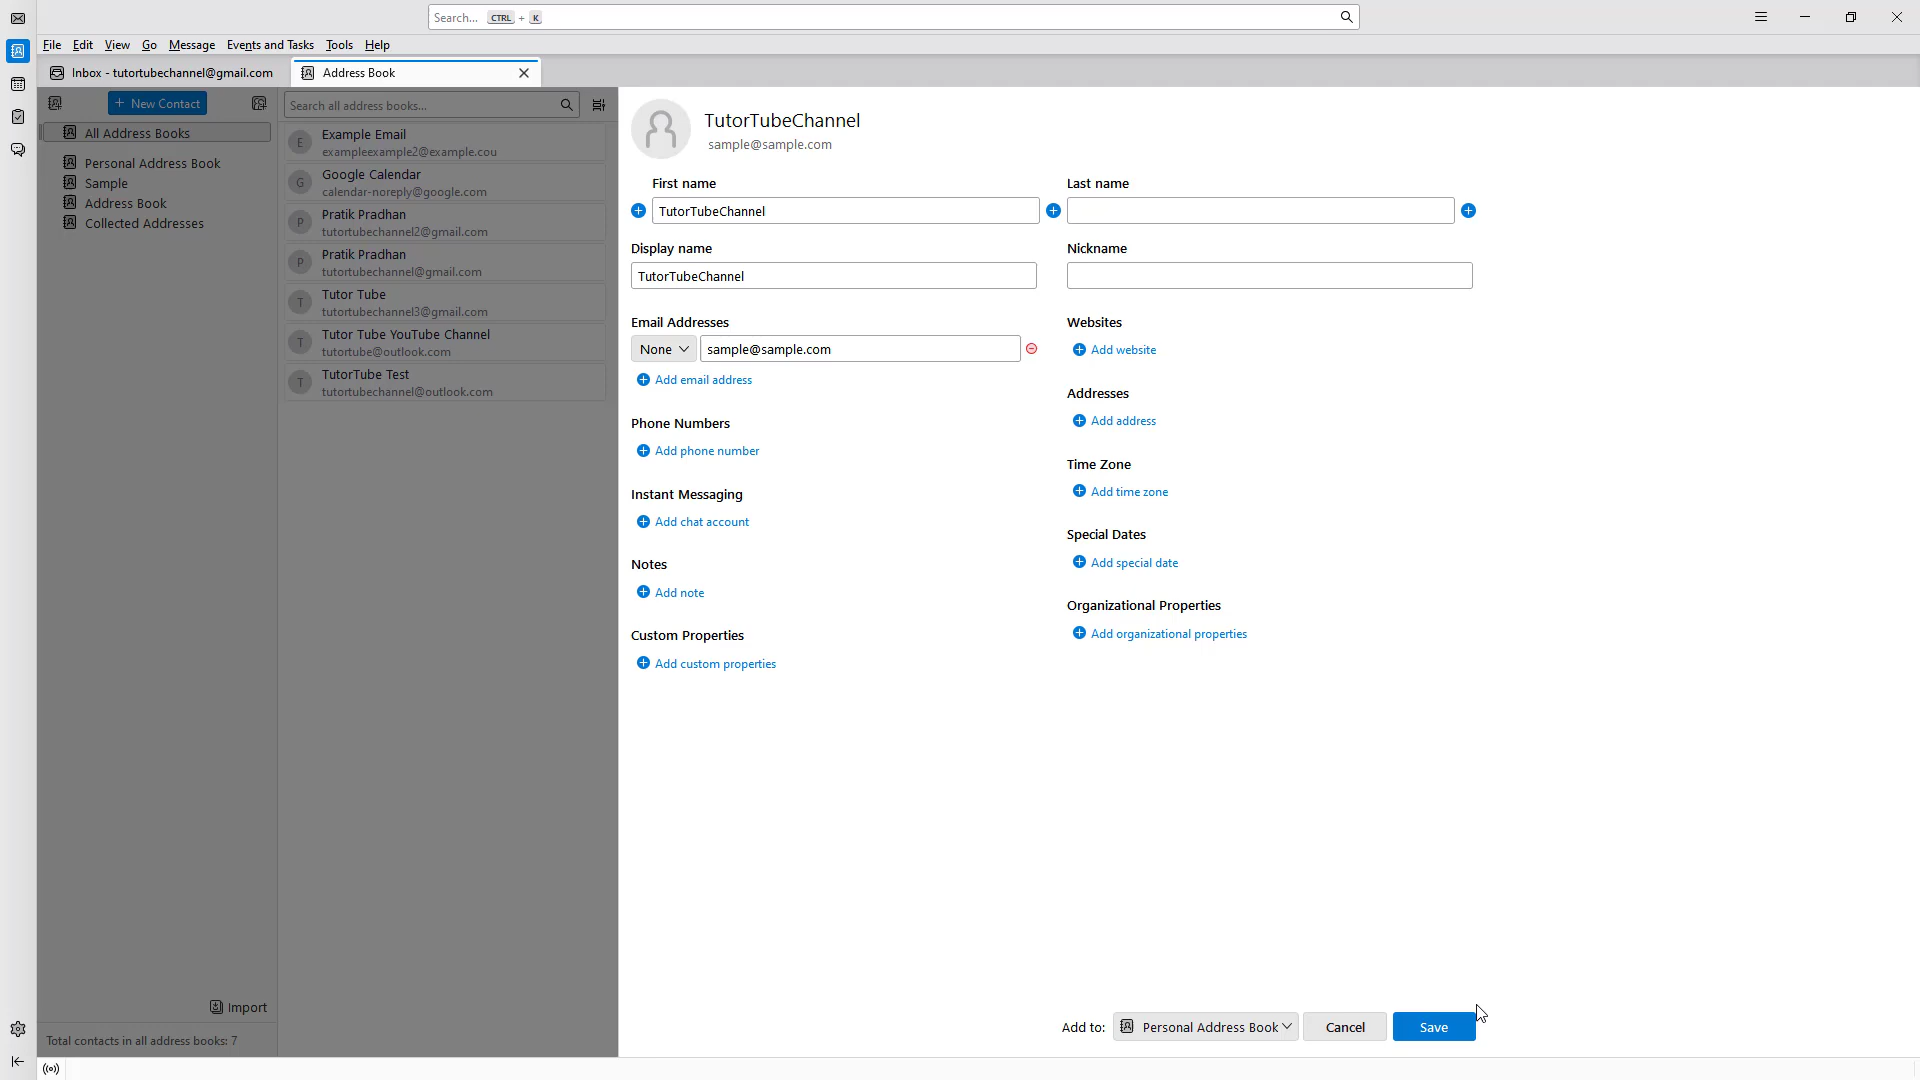 Search... CTRL + K
File Edit View Go Message Events and Tasks Tools Help
Inbox - tutortubechannel@gmail.com
Address Book
+ New Contact
All Address Books
Personal Address Book
Sample
Address Book
Collected Addresses
Import
Total contacts in all address books: 7
Search all address books...
E
Example Email
exampleexample2@example.cou
G
Google Calendar
calendar-noreply@google.com
P
Pratik Pradhan
tutortubechannel2@gmail.com
P
Pratik Pradhan
tutortubechannel@gmail.com
T
Tutor Tube
tutortubechannel3@gmail.com
T
Tutor Tube YouTube Channel
tutortube@outlook.com
T
TutorTube Test
tutortubechannel@outlook.com
TutorTubeChannel
sample@sample.com
First name
TutorTubeChannel
Last name
Display name
TutorTubeChannel
Nickname
Email Addresses
None
sample@sample.com
Add email address
Phone Numbers
Add phone number
Instant Messaging
Add chat account
Notes
Add note
Custom Properties
Add custom properties
Websites
Add website
Addresses
Add address
Time Zone
Add time zone
Special Dates
Add special date
Organizational Properties
Add organizational properties
Add to: Personal Address Book
Cancel
Save